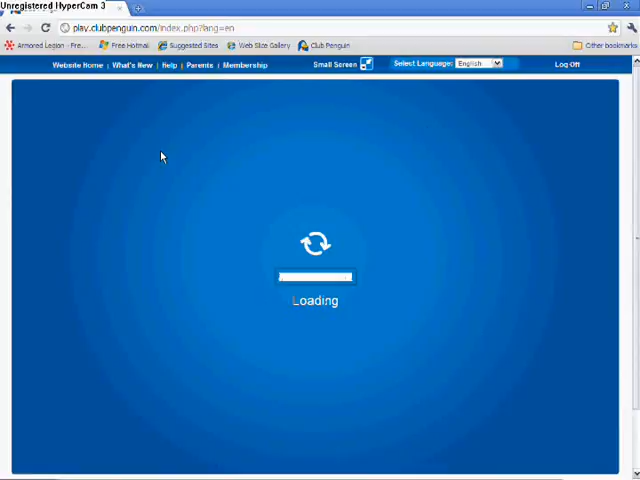 Unregistered HyperCam 3
play.clubpenguin.com/index.php?lang=en
Armored Legion - Fre... Free Hotmail Suggested Sites Web Slice Gallery Club Penguin Other bookmarks
Website Home | What's New | Help | Parents | Membership Small Screen Select Language: English Log Off
Loading